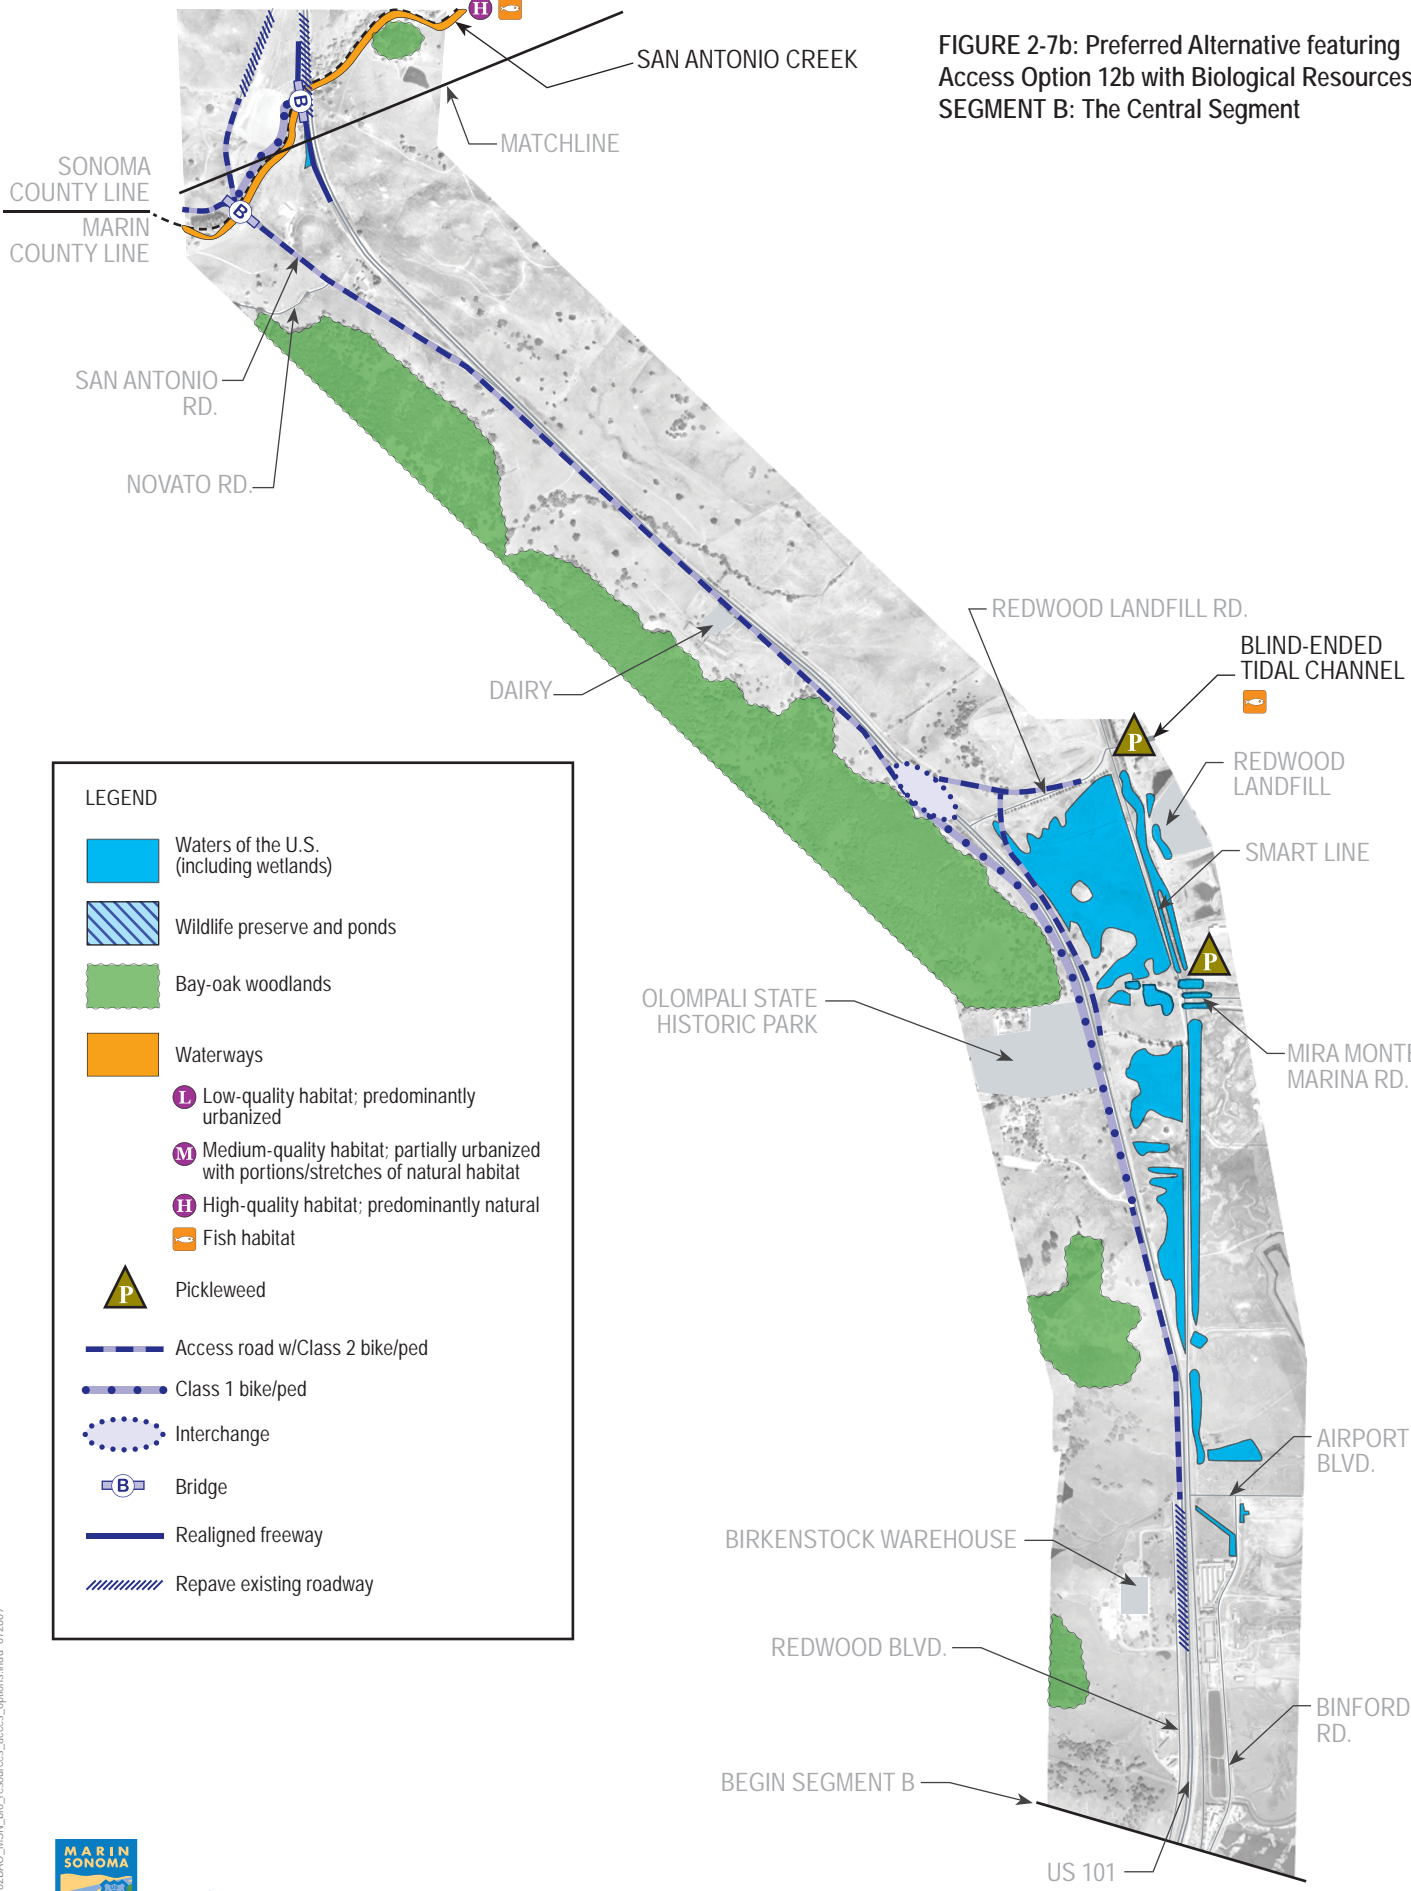 FIGURE 2-7b: Preferred Alternative featuring
Access Option 12b with Biological Resources
SEGMENT B: The Central Segment
H
SAN ANTONIO CREEK
B
MATCHLINE
SONOMA
COUNTY LINE
MARIN
COUNTY LINE
B
SAN ANTONIO
RD.
NOVATO RD.
REDWOOD LANDFILL RD.
BLIND-ENDED
TIDAL CHANNEL
DAIRY
P
REDWOOD
LANDFILL
SMART LINE
P
OLOMPALI STATE
HISTORIC PARK
MIRA MONTE
MARINA RD.
AIRPORT
BLVD.
BIRKENSTOCK WAREHOUSE
REDWOOD BLVD.
BINFORD
RD.
BEGIN SEGMENT B
US 101
LEGEND
Waters of the U.S.
(including wetlands)
Wildlife preserve and ponds
Bay-oak woodlands
Waterways
L Low-quality habitat; predominantly
urbanized
M Medium-quality habitat; partially urbanized
with portions/stretches of natural habitat
H High-quality habitat; predominantly natural
Fish habitat
P Pickleweed
Access road w/Class 2 bike/ped
Class 1 bike/ped
Interchange
B Bridge
Realigned freeway
Repave existing roadway
MARIN
SONOMA